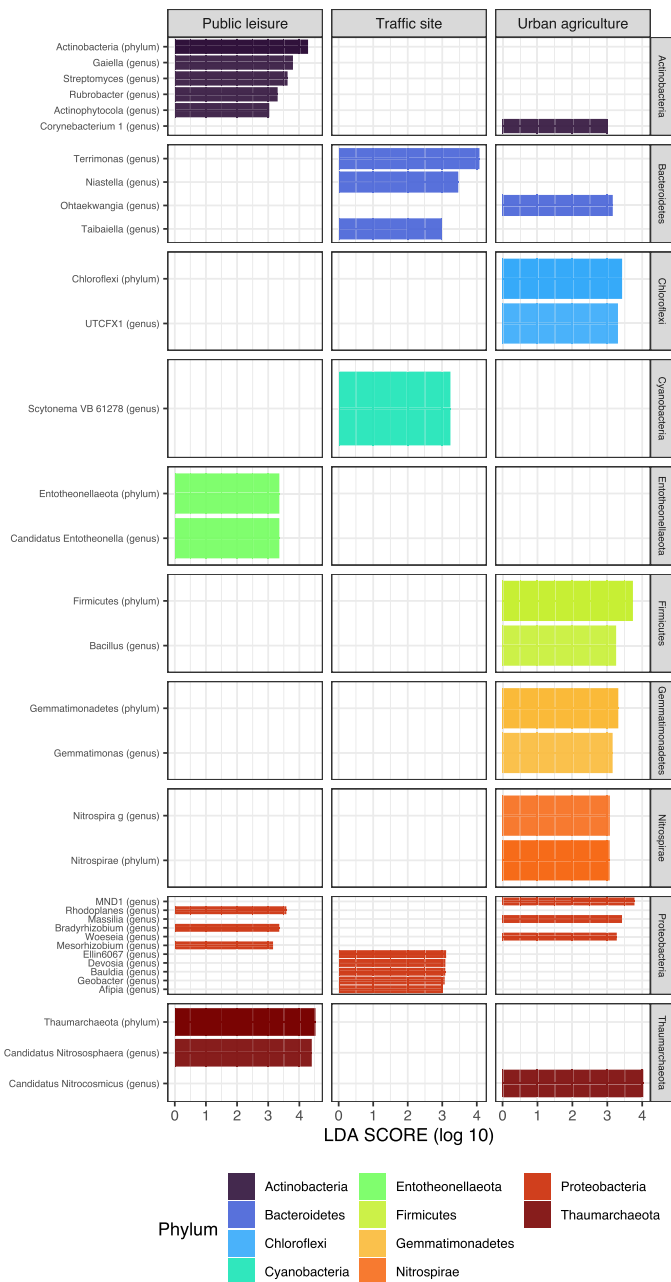 Public leisure Traffic site Urban agriculture
Actinobacteria (phylum)
Gaiella (genus)
Streptomyces (genus)
Rubrobacter (genus)
Actinophytocola (genus)
Corynebacterium 1 (genus)
Actinobacteria
Terrimonas (genus)
Niastella (genus)
Ohtaekwangia (genus)
Taibaiella (genus)
Bacteroidetes
Chloroflexi (phylum)
UTCFX1 (genus)
Chloroflexi
Scytonema VB 61278 (genus)
Cyanobacteria
Entotheonellaeota (phylum)
Candidatus Entotheonella (genus)
Entotheonellaeota
Firmicutes (phylum)
Bacillus (genus)
Firmicutes
Gemmatimonadetes (phylum)
Gemmatimonas (genus)
Gemmatimonadetes
Nitrospira g (genus)
Nitrospirae (phylum)
Nitrospirae
MND1 (genus)
Rhodoplanes (genus)
Massilia (genus)
Bradyrhizobium (genus)
Woeseia (genus)
Mesorhizobium (genus)
Ellin6067 (genus)
Devosia (genus)
Bauldia (genus)
Geobacter (genus)
Afipia (genus)
Proteobacteria
Thaumarchaeota (phylum)
Candidatus Nitrososphaera (genus)
Candidatus Nitrocosmicus (genus)
Thaumarchaeota
0 1 2 3 4 0 1 2 3 4 0 1 2 3 4
LDA SCORE (log 10)
Phylum
Actinobacteria Entotheonellaeota Proteobacteria
Bacteroidetes Firmicutes Thaumarchaeota
Chloroflexi Gemmatimonadetes
Cyanobacteria Nitrospirae